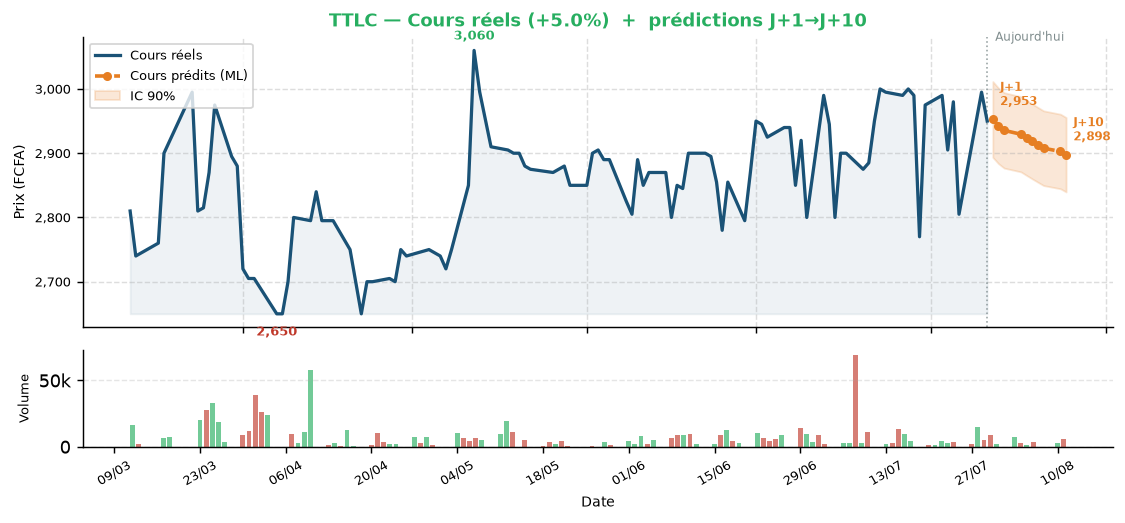 TTLC — Cours réels (+5.0%)  +  prédictions J+1→J+10
3,060
Aujourd'hui
Cours réels
Cours prédits (ML)
IC 90%
J+1
2,953
J+10
2,898
3,000
2,900
2,800
2,700
Prix (FCFA)
2,650
50k
0
Volume
09/03
23/03
06/04
20/04
04/05
18/05
01/06
15/06
29/06
13/07
27/07
10/08
Date